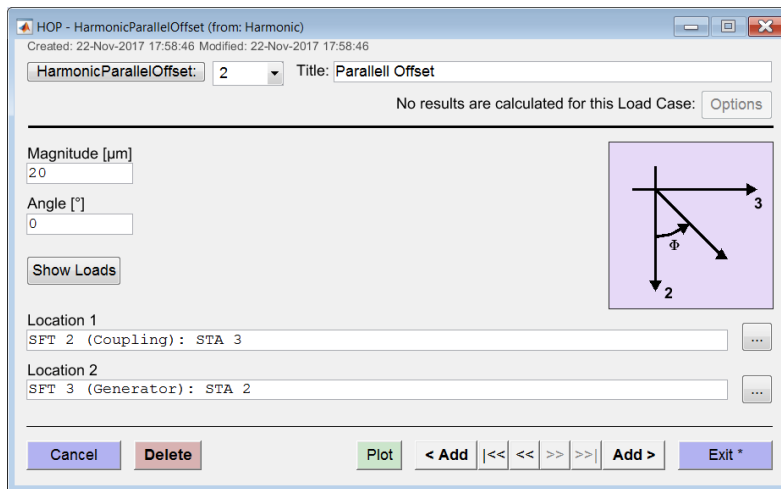 HOP - HarmonicParallelOffset (from: Harmonic)
Created: 22-Nov-2017 17:58:46 Modified: 22-Nov-2017 17:58:46
HarmonicParallelOffset: 2 Title: Parallell Offset
No results are calculated for this Load Case: Options
Magnitude [µm]
20
Angle [°]
0
3
Φ
2
Show Loads
Location 1
SFT 2 (Coupling): STA 3 ...
Location 2
SFT 3 (Generator): STA 2 ...
Cancel Delete Plot < Add |<< << >> >>| Add > Exit *